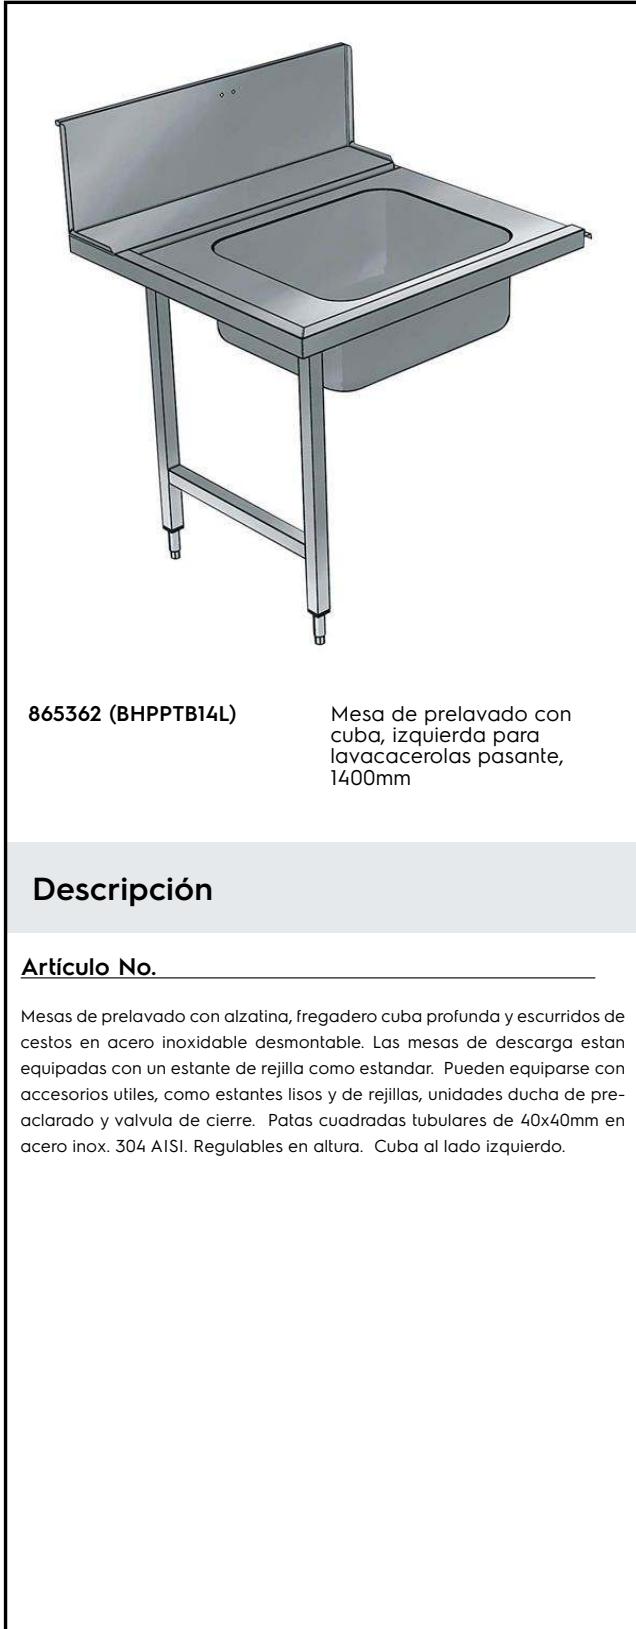 865362 (BHPPTB14L)
Mesa de prelavado con
cuba, izquierda para
lavacacerolas pasante,
1400mm
Descripción
Artículo No.
Mesas de prelavado con alzatina, fregadero cuba profunda y escurridos de
cestos en acero inoxidable desmontable. Las mesas de descarga estan
equipadas con un estante de rejilla como estandar. Pueden equiparse con
accesorios utiles, como estantes lisos y de rejillas, unidades ducha de pre-
aclarado y valvula de cierre. Patas cuadradas tubulares de 40x40mm en
acero inox. 304 AISI. Regulables en altura. Cuba al lado izquierdo.